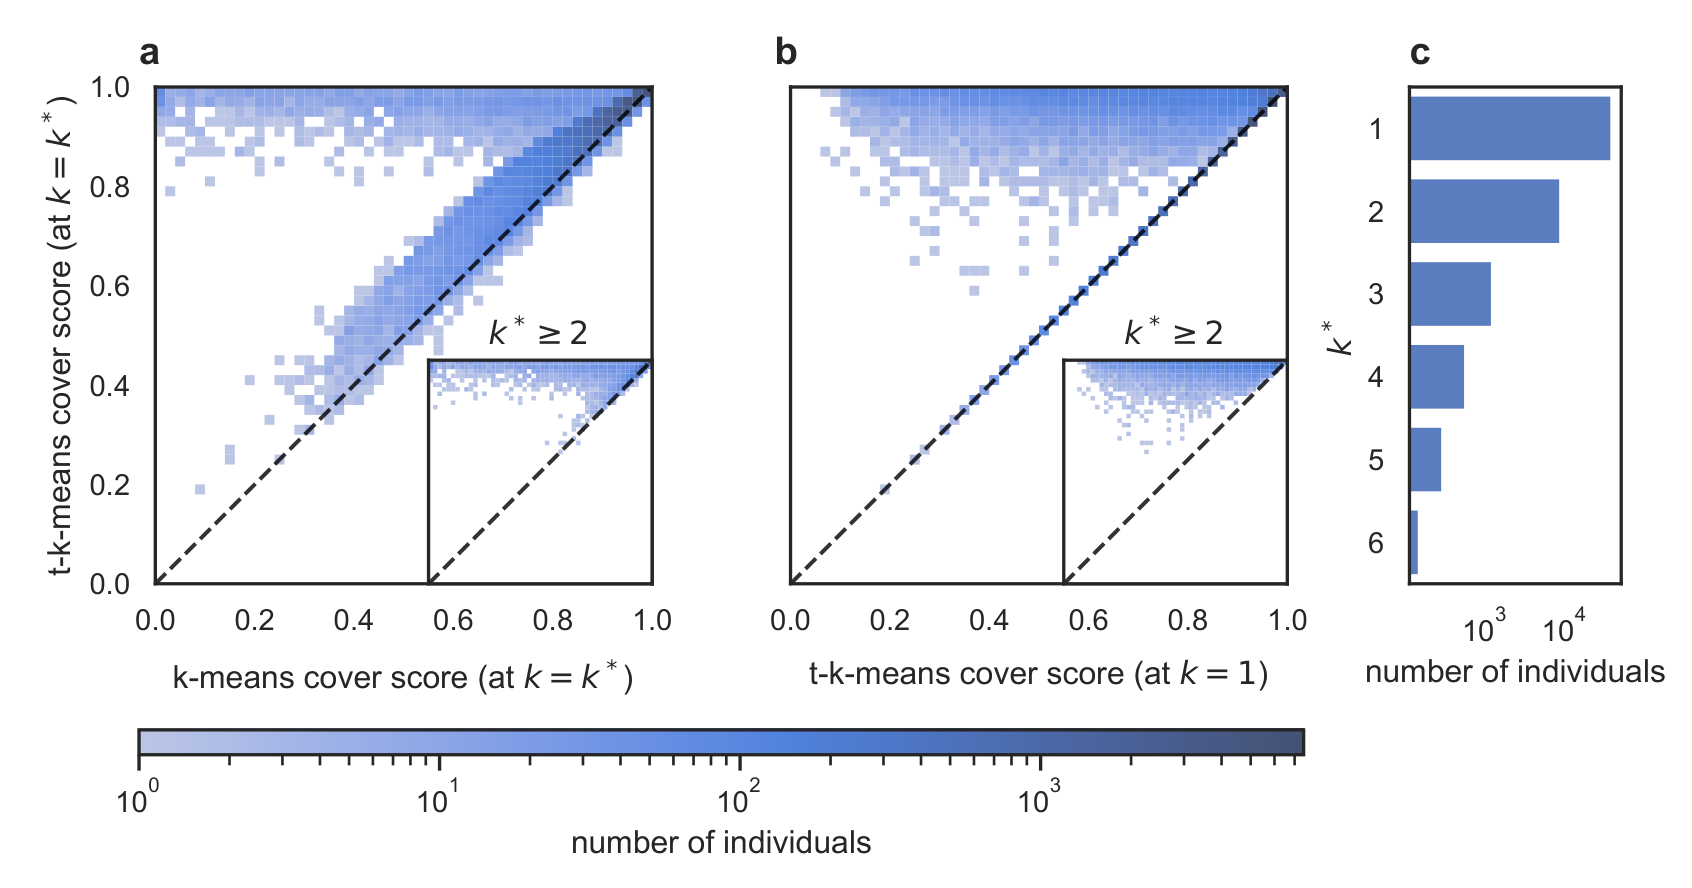 a
b
c
t-k-means cover score (at k = k*)
1.0
0.8
0.6
0.4
0.2
0.0
k* ≥ 2
k* ≥ 2
0.0 0.2 0.4 0.6 0.8 1.0
0.0 0.2 0.4 0.6 0.8 1.0
k-means cover score (at k = k*)
t-k-means cover score (at k = 1)
k*
1
2
3
4
5
6
10³ 10⁴
number of individuals
10⁰ 10¹ 10² 10³
number of individuals